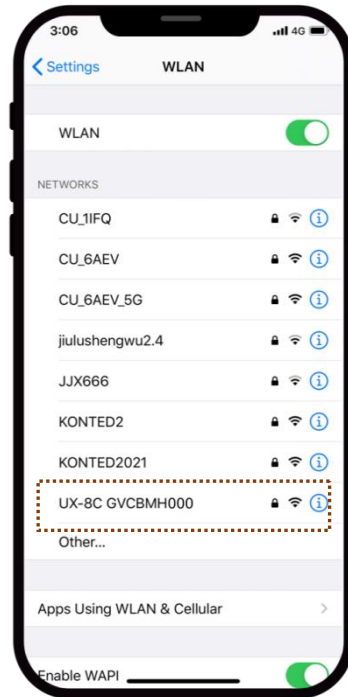 3:06 4G
Settings WLAN
WLAN
NETWORKS
CU_1IFQ
CU_6AEV
CU_6AEV_5G
jiulushengwu2.4
JJX666
KONTED2
KONTED2021
UX-8C GVCBMH000
Other...
Apps Using WLAN & Cellular
Enable WAPI